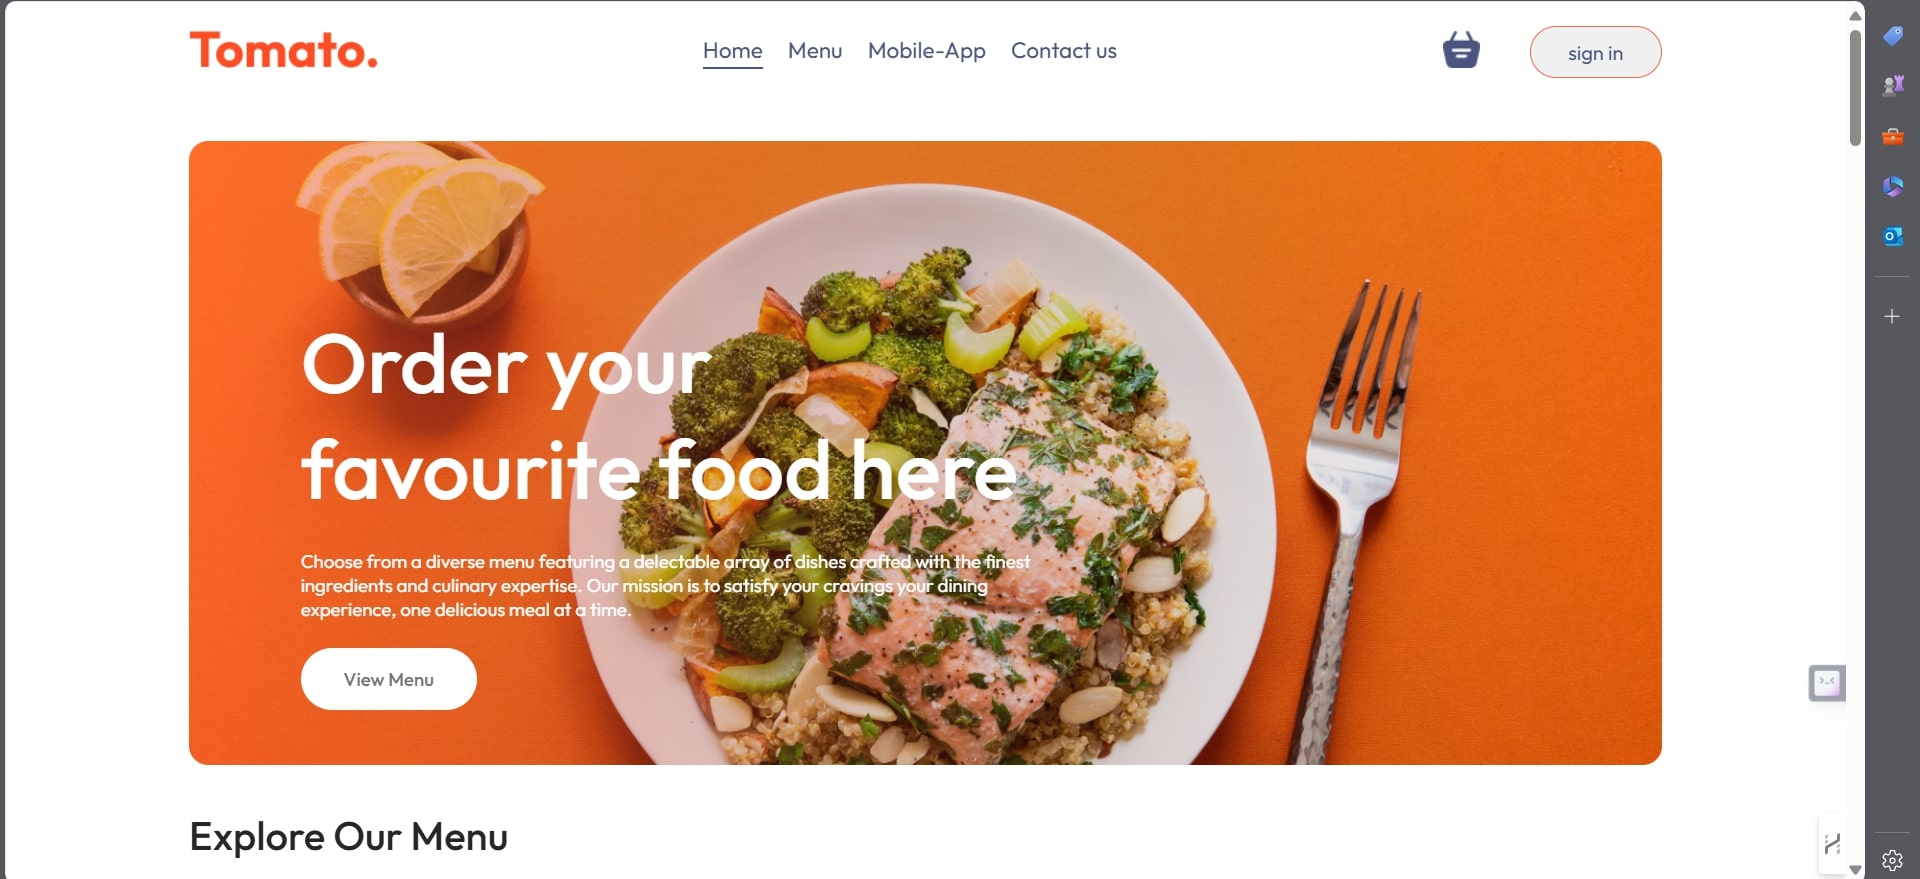 Tomato.
Home Menu Mobile-App Contact us
sign in
Order your
favourite food here
Choose from a diverse menu featuring a delectable array of dishes crafted with the finest
ingredients and culinary expertise. Our mission is to satisfy your cravings your dining
experience, one delicious meal at a time.
View Menu
Explore Our Menu